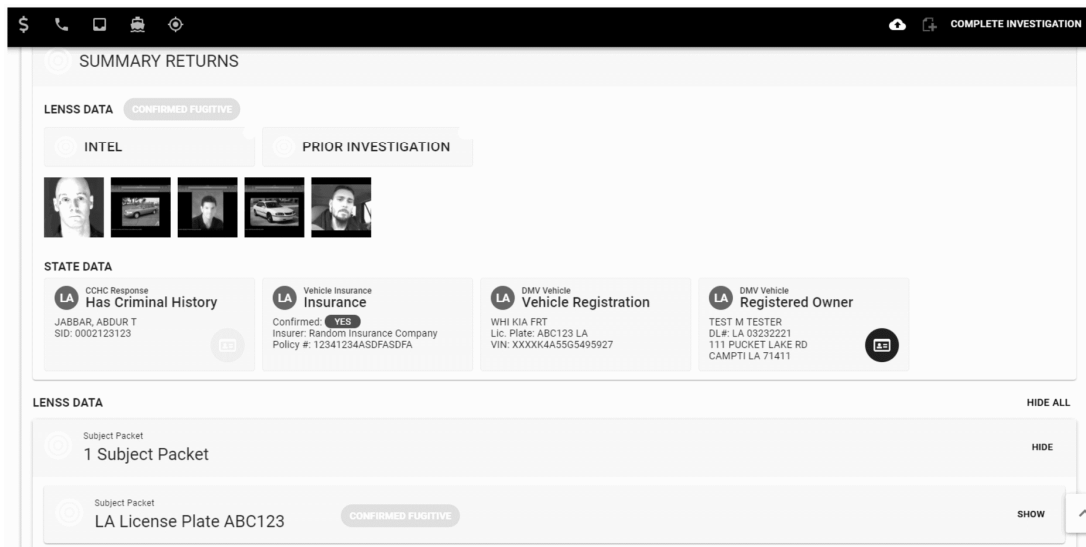 COMPLETE INVESTIGATION
SUMMARY RETURNS
LENSS DATA CONFIRMED FUGITIVE
INTEL
PRIOR INVESTIGATION
STATE DATA
LA
CCHC Response
Has Criminal History
JABBAR, ABDUR T
SID: 0002123123
LA
Vehicle Insurance
Insurance
Confirmed: YES
Insurer: Random Insurance Company
Policy #: 12341234ASDFASDFA
LA
DMV Vehicle
Vehicle Registration
WHI KIA FRT
Lic. Plate: ABC123 LA
VIN: XXXXK4A55G5495927
LA
DMV Vehicle
Registered Owner
TEST M TESTER
DL#: LA 03232221
111 PUCKET LAKE RD
CAMPTI LA 71411
LENSS DATA
HIDE ALL
Subject Packet
1 Subject Packet
HIDE
Subject Packet
LA License Plate ABC123
CONFIRMED FUGITIVE
SHOW